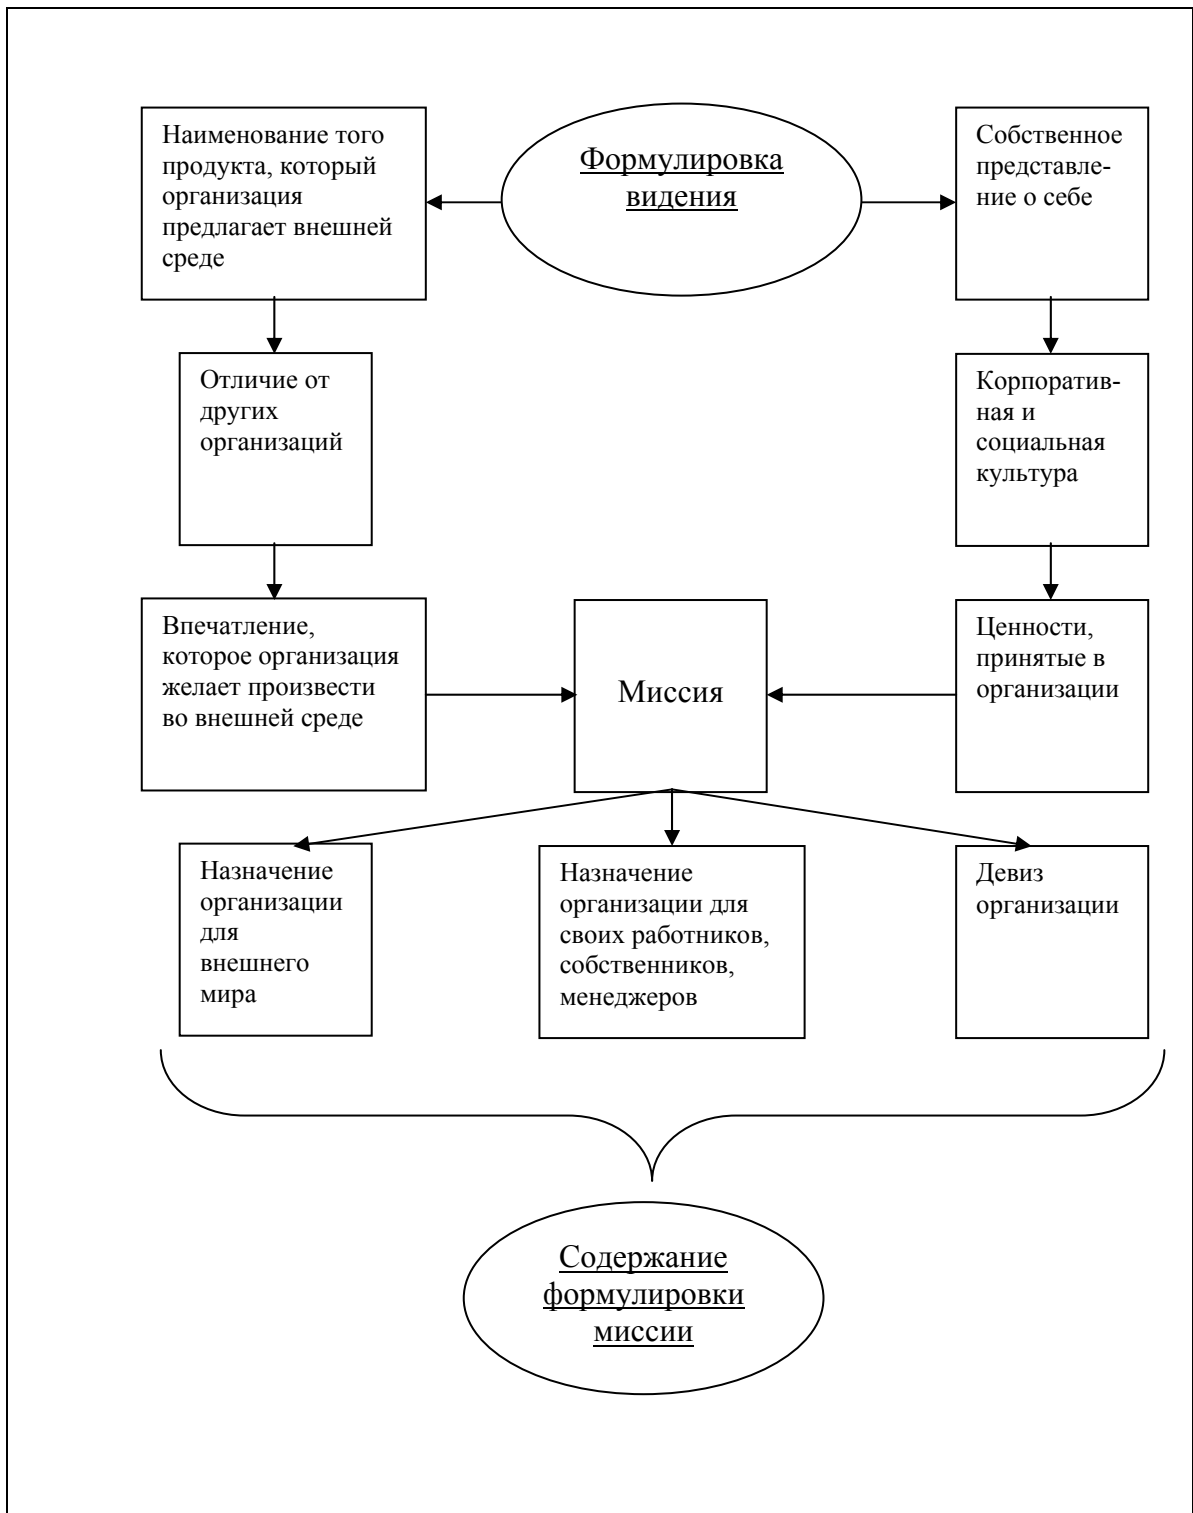 Наименование того
продукта, который
организация
предлагает внешней
среде
Формулировка
видения
Собственное
представле-
ние о себе
Отличие от
других
организаций
Корпоратив-
ная и
социальная
культура
Впечатление,
которое организация
желает произвести
во внешней среде
Миссия
Ценности,
принятые в
организации
Назначение
организации
для
внешнего
мира
Назначение
организации для
своих работников,
собственников,
менеджеров
Девиз
организации
Содержание
формулировки
миссии